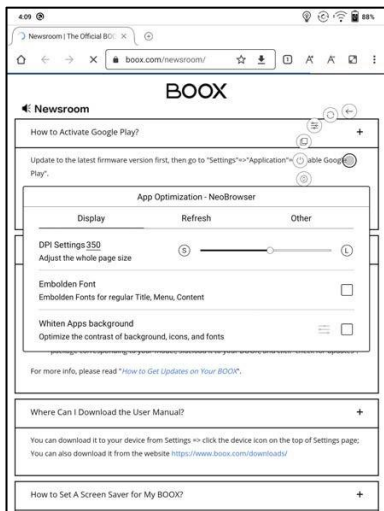 4:09
88%
Newsroom | The Official BOO
boox.com/newsroom/
BOOX
Newsroom
How to Activate Google Play?
Update to the latest firmware version first, then go to "Settings"=>"Application"= able Google
Play".
App Optimization - NeoBrowser
Display Refresh Other
DPI Settings 350
Adjust the whole page size
S L
Embolden Font
Embolden Fonts for regular Title, Menu, Content
Whiten Apps background
Optimize the contrast of background, icons, and fonts
For more info, please read "How to Get Updates on Your BOOX".
Where Can I Download the User Manual?
You can download it to your device from Settings => click the device icon on the top of Settings page;
You can also download it from the website https://www.boox.com/downloads/
How to Set A Screen Saver for My BOOX?